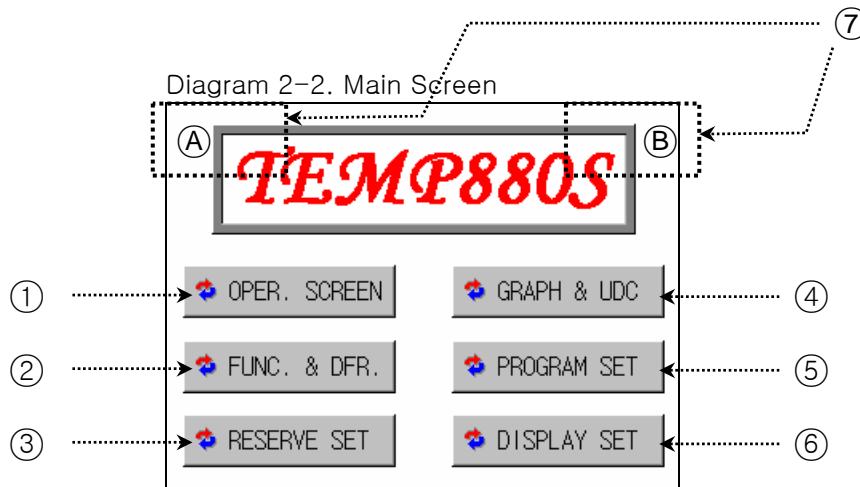 ⑦
Diagram 2-2. Main Screen
Ⓐ Ⓑ
TEMP880S
① OPER. SCREEN GRAPH & UDC ④
② FUNC. & DFR. PROGRAM SET ⑤
③ RESERVE SET DISPLAY SET ⑥